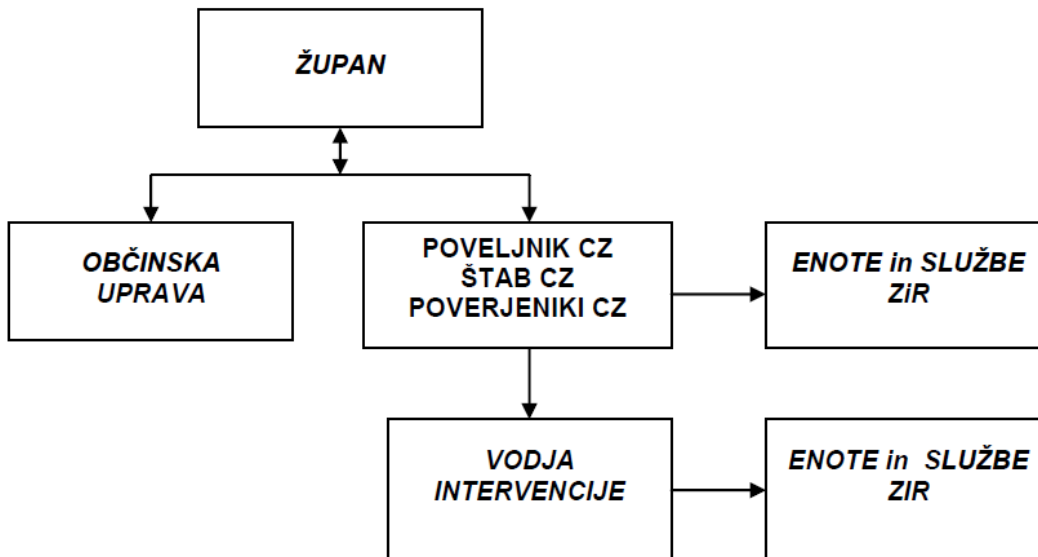 ŽUPAN
OBČINSKA
UPRAVA
POVELJNIK CZ
ŠTAB CZ
POVERJENIKI CZ
ENOTE in SLUŽBE
ZiR
VODJA
INTERVENCIJE
ENOTE in SLUŽBE
ZIR